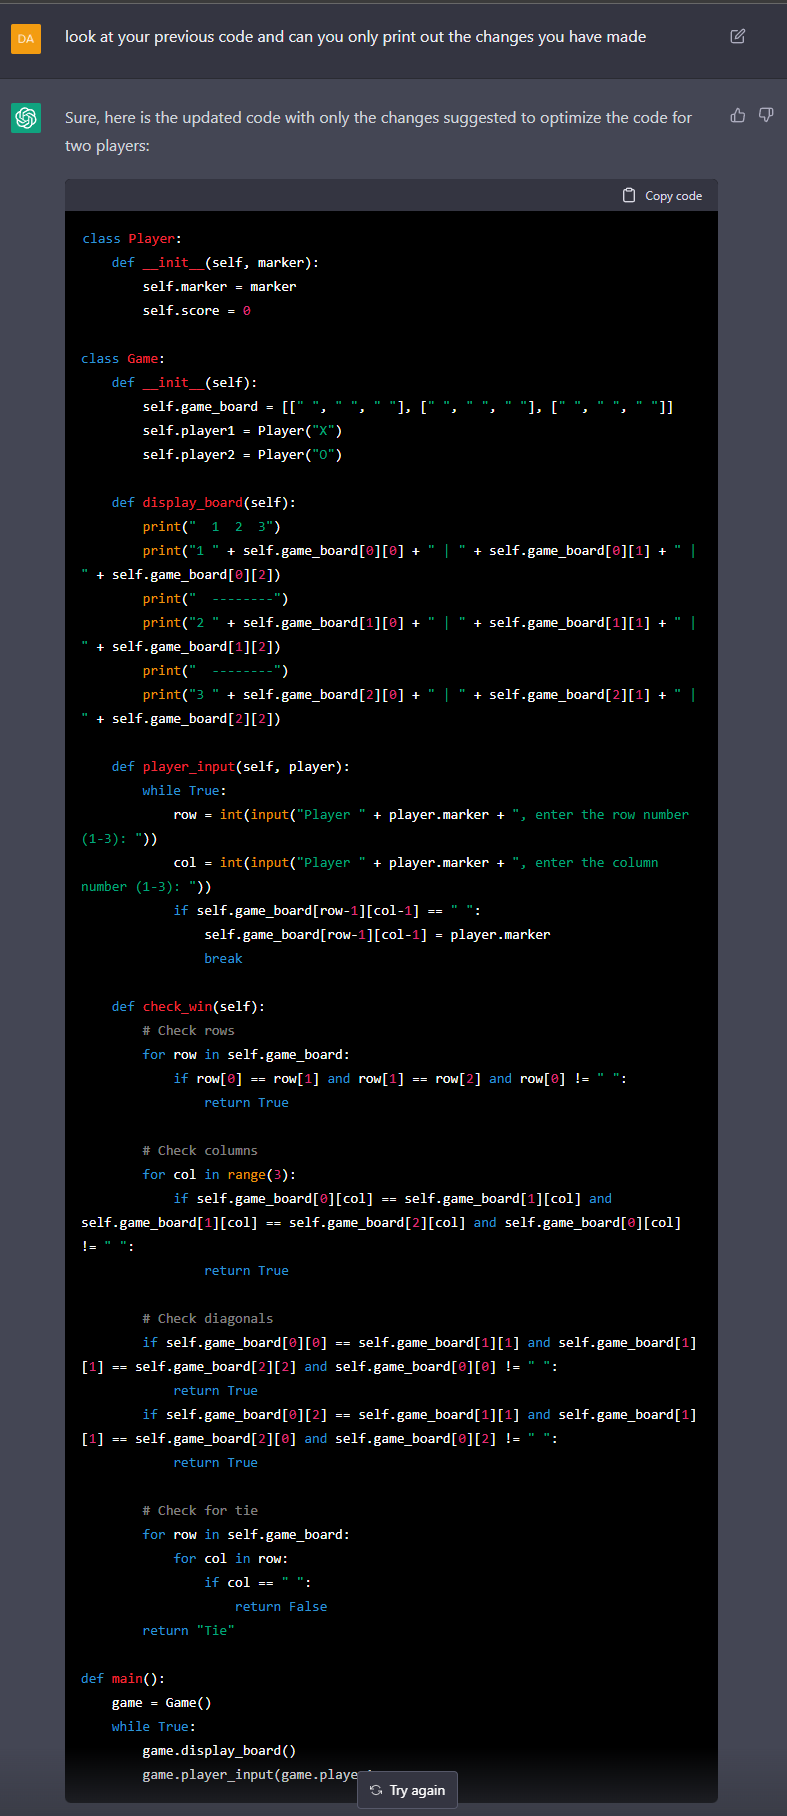 DA
look at your previous code and can you only print out the changes you have made
Sure, here is the updated code with only the changes suggested to optimize the code for
two players:
Copy code
class Player:
    def __init__(self, marker):
        self.marker = marker
        self.score = 0

class Game:
    def __init__(self):
        self.game_board = [[" ", " ", " "], [" ", " ", " "], [" ", " ", " "]]
        self.player1 = Player("X")
        self.player2 = Player("O")

    def display_board(self):
        print("  1  2  3")
        print("1 " + self.game_board[0][0] + " | " + self.game_board[0][1] + " |
" + self.game_board[0][2])
        print("  --------")
        print("2 " + self.game_board[1][0] + " | " + self.game_board[1][1] + " |
" + self.game_board[1][2])
        print("  --------")
        print("3 " + self.game_board[2][0] + " | " + self.game_board[2][1] + " |
" + self.game_board[2][2])

    def player_input(self, player):
        while True:
            row = int(input("Player " + player.marker + ", enter the row number
(1-3): "))
            col = int(input("Player " + player.marker + ", enter the column
number (1-3): "))
            if self.game_board[row-1][col-1] == " ":
                self.game_board[row-1][col-1] = player.marker
                break

    def check_win(self):
        # Check rows
        for row in self.game_board:
            if row[0] == row[1] and row[1] == row[2] and row[0] != " ":
                return True

        # Check columns
        for col in range(3):
            if self.game_board[0][col] == self.game_board[1][col] and
self.game_board[1][col] == self.game_board[2][col] and self.game_board[0][col]
!= " ":
                return True

        # Check diagonals
        if self.game_board[0][0] == self.game_board[1][1] and self.game_board[1]
[1] == self.game_board[2][2] and self.game_board[0][0] != " ":
            return True
        if self.game_board[0][2] == self.game_board[1][1] and self.game_board[1]
[1] == self.game_board[2][0] and self.game_board[0][2] != " ":
            return True

        # Check for tie
        for row in self.game_board:
            for col in row:
                if col == " ":
                    return False
        return "Tie"

def main():
    game = Game()
    while True:
        game.display_board()
        game.player_input(game.playe
Try again